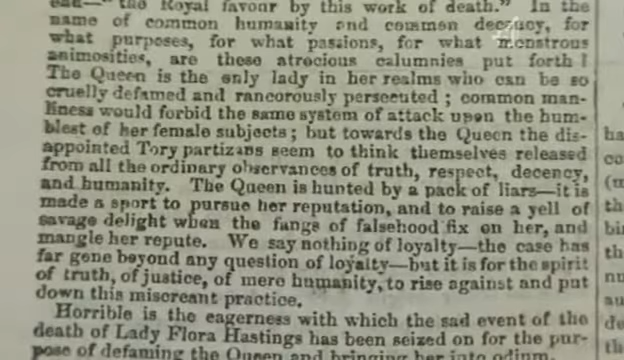 end—"the Royal favour by this work of death." In the
name of common humanity and common decency, for
what purposes, for what passions, for what monstrous
animosities, are these atrocious calumnies put forth!
The Queen is the only lady in her realms who can be so
cruelly defamed and rancorously persecuted; common man-
liness would forbid the same system of attack upon the hum-
blest of her female subjects; but towards the Queen the dis-
appointed Tory partizans seem to think themselves released
from all the ordinary observances of truth, respect, decency,
and humanity. The Queen is hunted by a pack of liars—it is
made a sport to pursue her reputation, and to raise a yell of
savage delight when the fangs of falsehood fix on her, and
mangle her repute. We say nothing of loyalty—the case has
far gone beyond any question of loyalty—but it is for the spirit
of truth, of justice, of mere humanity, to rise against and put
down this miscreant practice.
Horrible is the eagerness with which the sad event of the
death of Lady Flora Hastings has been seized on for the pur-
pose of defaming the Queen and bringing her into odium
ha
co
(m
th
bi
th
nu
au
de
th
4